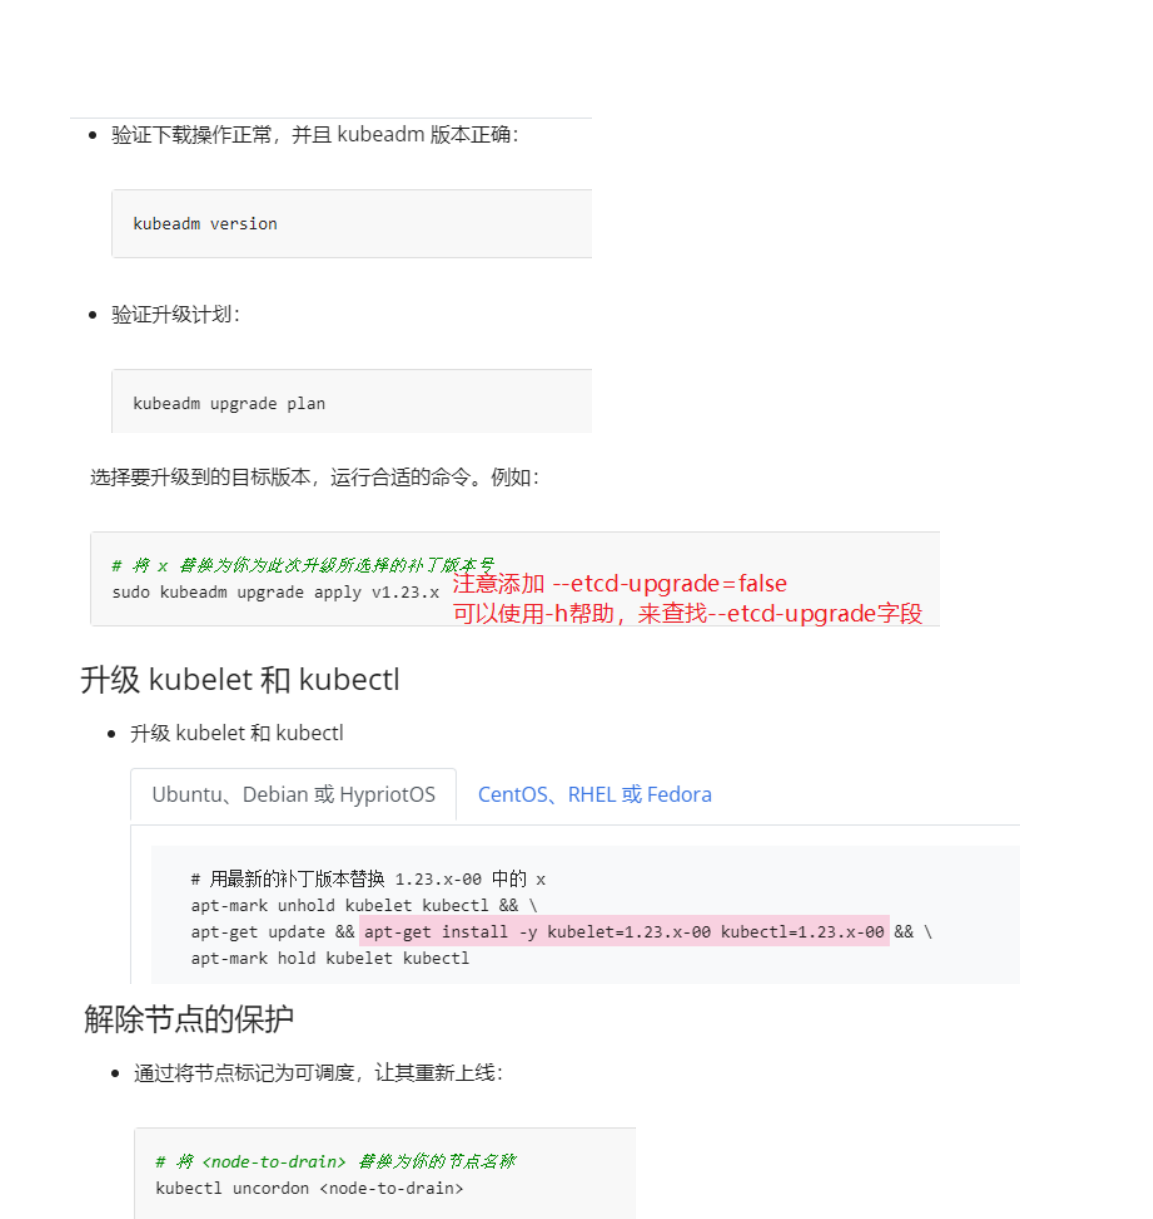 验证下载操作正常，并且 kubeadm 版本正确：
kubeadm version
验证升级计划：
kubeadm upgrade plan
选择要升级到的目标版本，运行合适的命令。例如：
# 将 x 替换为你为此次升级所选择的补丁版本号
sudo kubeadm upgrade apply v1.23.x
注意添加 --etcd-upgrade=false
可以使用-h帮助，来查找--etcd-upgrade字段
升级 kubelet 和 kubectl
升级 kubelet 和 kubectl
Ubuntu、Debian 或 HypriotOS CentOS、RHEL 或 Fedora
# 用最新的补丁版本替换 1.23.x-00 中的 x
apt-mark unhold kubelet kubectl && \
apt-get update && apt-get install -y kubelet=1.23.x-00 kubectl=1.23.x-00 && \
apt-mark hold kubelet kubectl
解除节点的保护
通过将节点标记为可调度，让其重新上线：
# 将 <node-to-drain> 替换为你的节点名称
kubectl uncordon <node-to-drain>